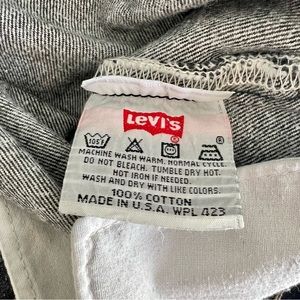 LEVI'S
105F
MACHINE WASH WARM. NORMAL CYCLE.
DO NOT BLEACH. TUMBLE DRY HOT.
HOT IRON IF NEEDED.
WASH AND DRY WITH LIKE COLORS.
100% COTTON
MADE IN U.S.A. WPL 423